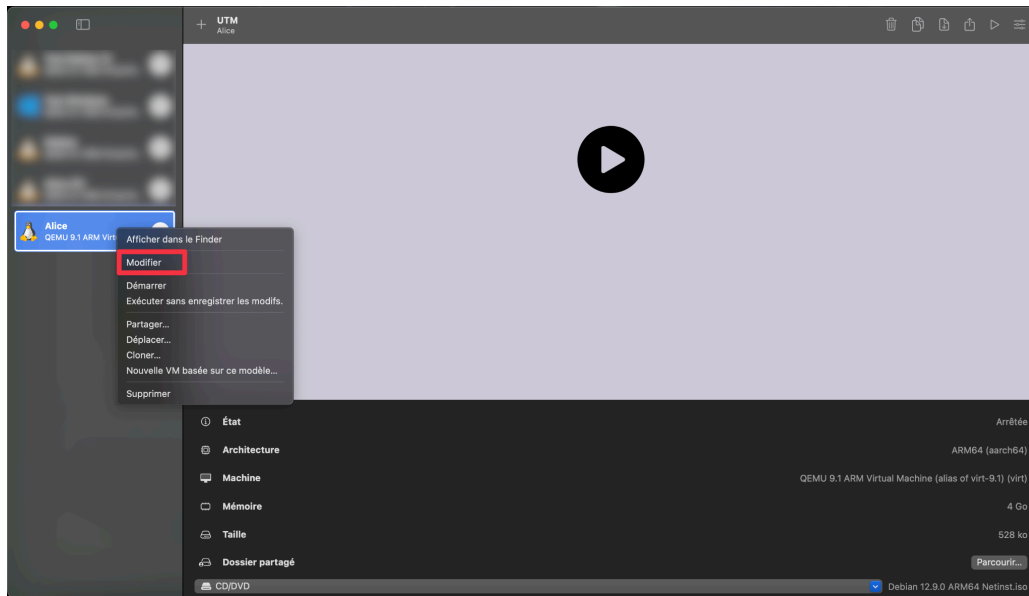 UTM
Alice
Alice
QEMU 9.1 ARM Virt
Afficher dans le Finder
Modifier
Démarrer
Exécuter sans enregistrer les modifs.
Partager...
Déplacer...
Cloner...
Nouvelle VM basée sur ce modèle...
Supprimer
État Arrêtée
Architecture ARM64 (aarch64)
Machine QEMU 9.1 ARM Virtual Machine (alias of virt-9.1) (virt)
Mémoire 4 Go
Taille 528 ko
Dossier partagé Parcourir...
CD/DVD Debian 12.9.0 ARM64 Netinst.iso